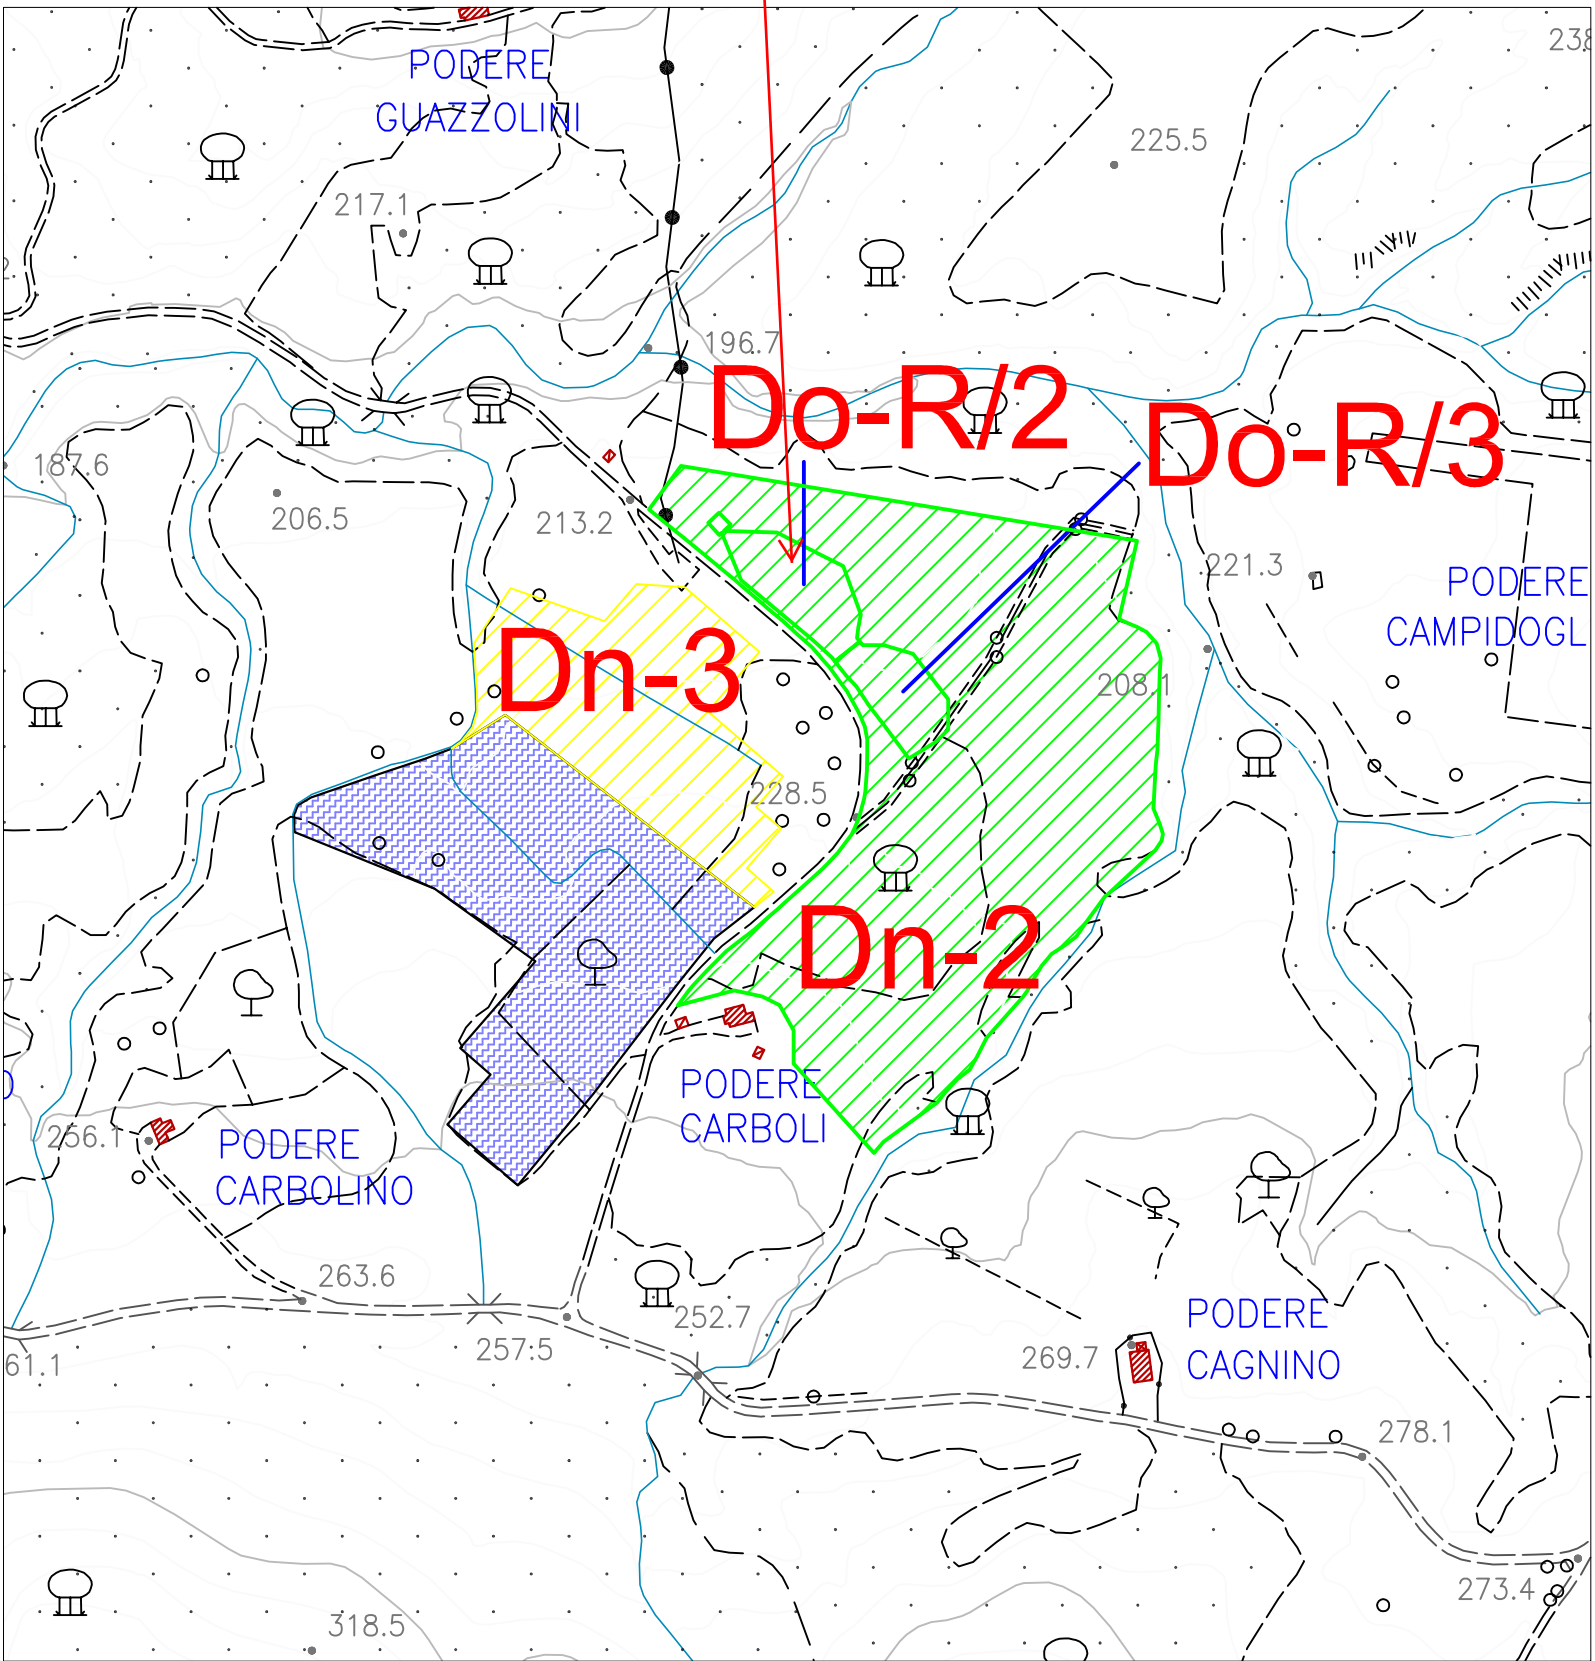 PODERE
GUAZZOLINI
238
225.5
217.1
196.7
Do-R/2
Do-R/3
187.6
206.5
213.2
221.3
PODERE
CAMPIDOGL
Dn-3
208.1
228.5
Dn-2
PODERE
CARBOLI
256.1
PODERE
CARBOLINO
263.6
257.5
252.7
61.1
PODERE
CAGNINO
269.7
278.1
273.4
318.5